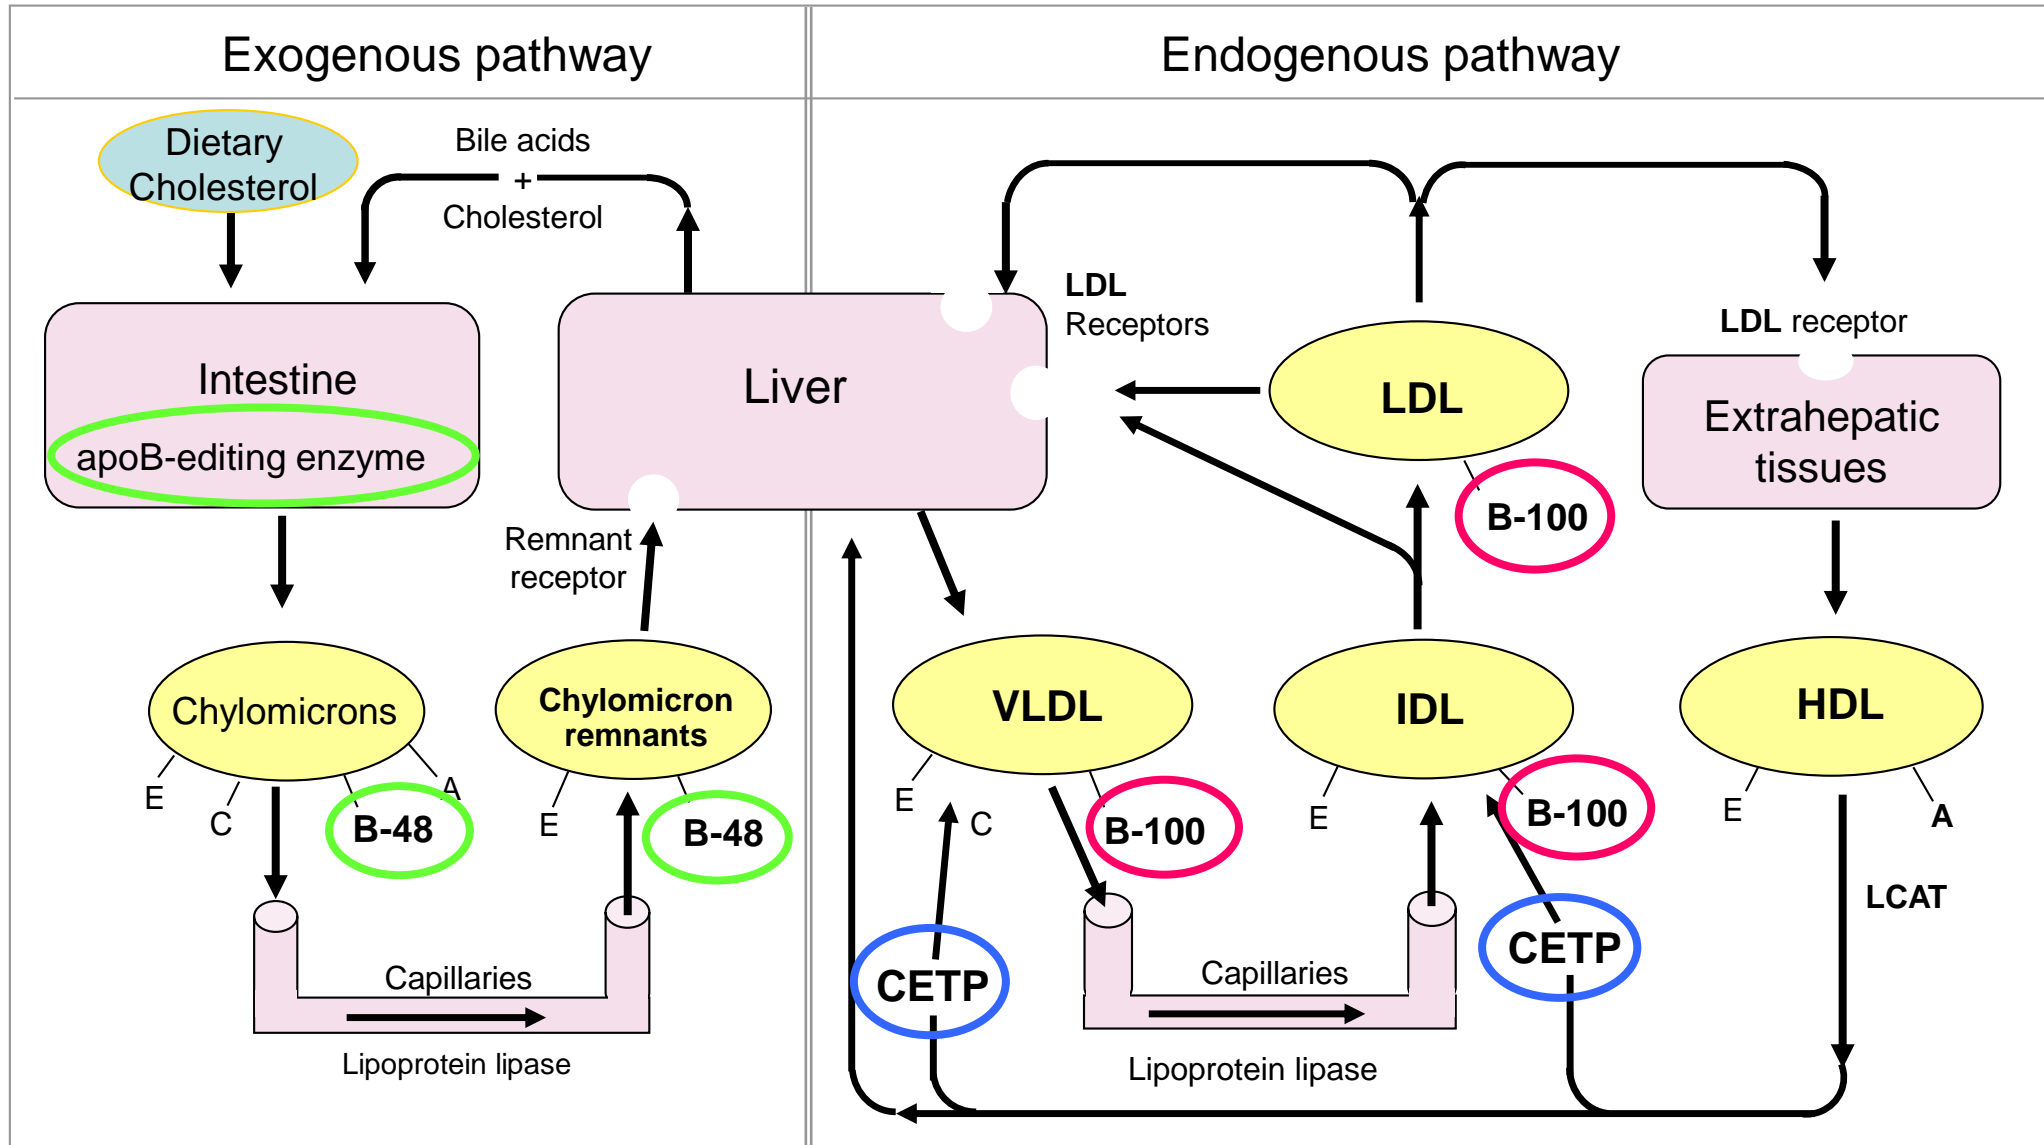 Exogenous pathway
Endogenous pathway
Dietary
Cholesterol
Bile acids
+
Cholesterol
LDL
Receptors
LDL receptor
Intestine
apoB-editing enzyme
Liver
LDL
B-100
Extrahepatic
tissues
Remnant
receptor
Chylomicrons
E
C
B-48
A
Chylomicron
remnants
E
B-48
VLDL
E
C
B-100
IDL
E
B-100
HDL
E
A
LCAT
CETP
CETP
Capillaries
Lipoprotein lipase
Capillaries
Lipoprotein lipase